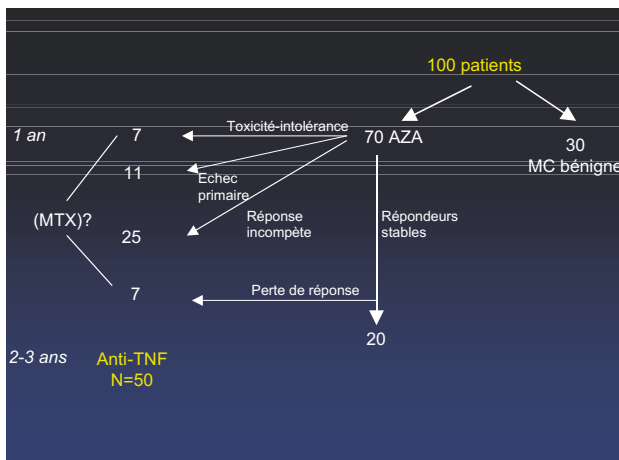 100 patients
1 an
7
Toxicité-intolérance
70 AZA
30
MC bénigne
11
Echec
primaire
(MTX)?
25
Réponse
incompète
Répondeurs
stables
7
Perte de réponse
20
2-3 ans
Anti-TNF
N=50